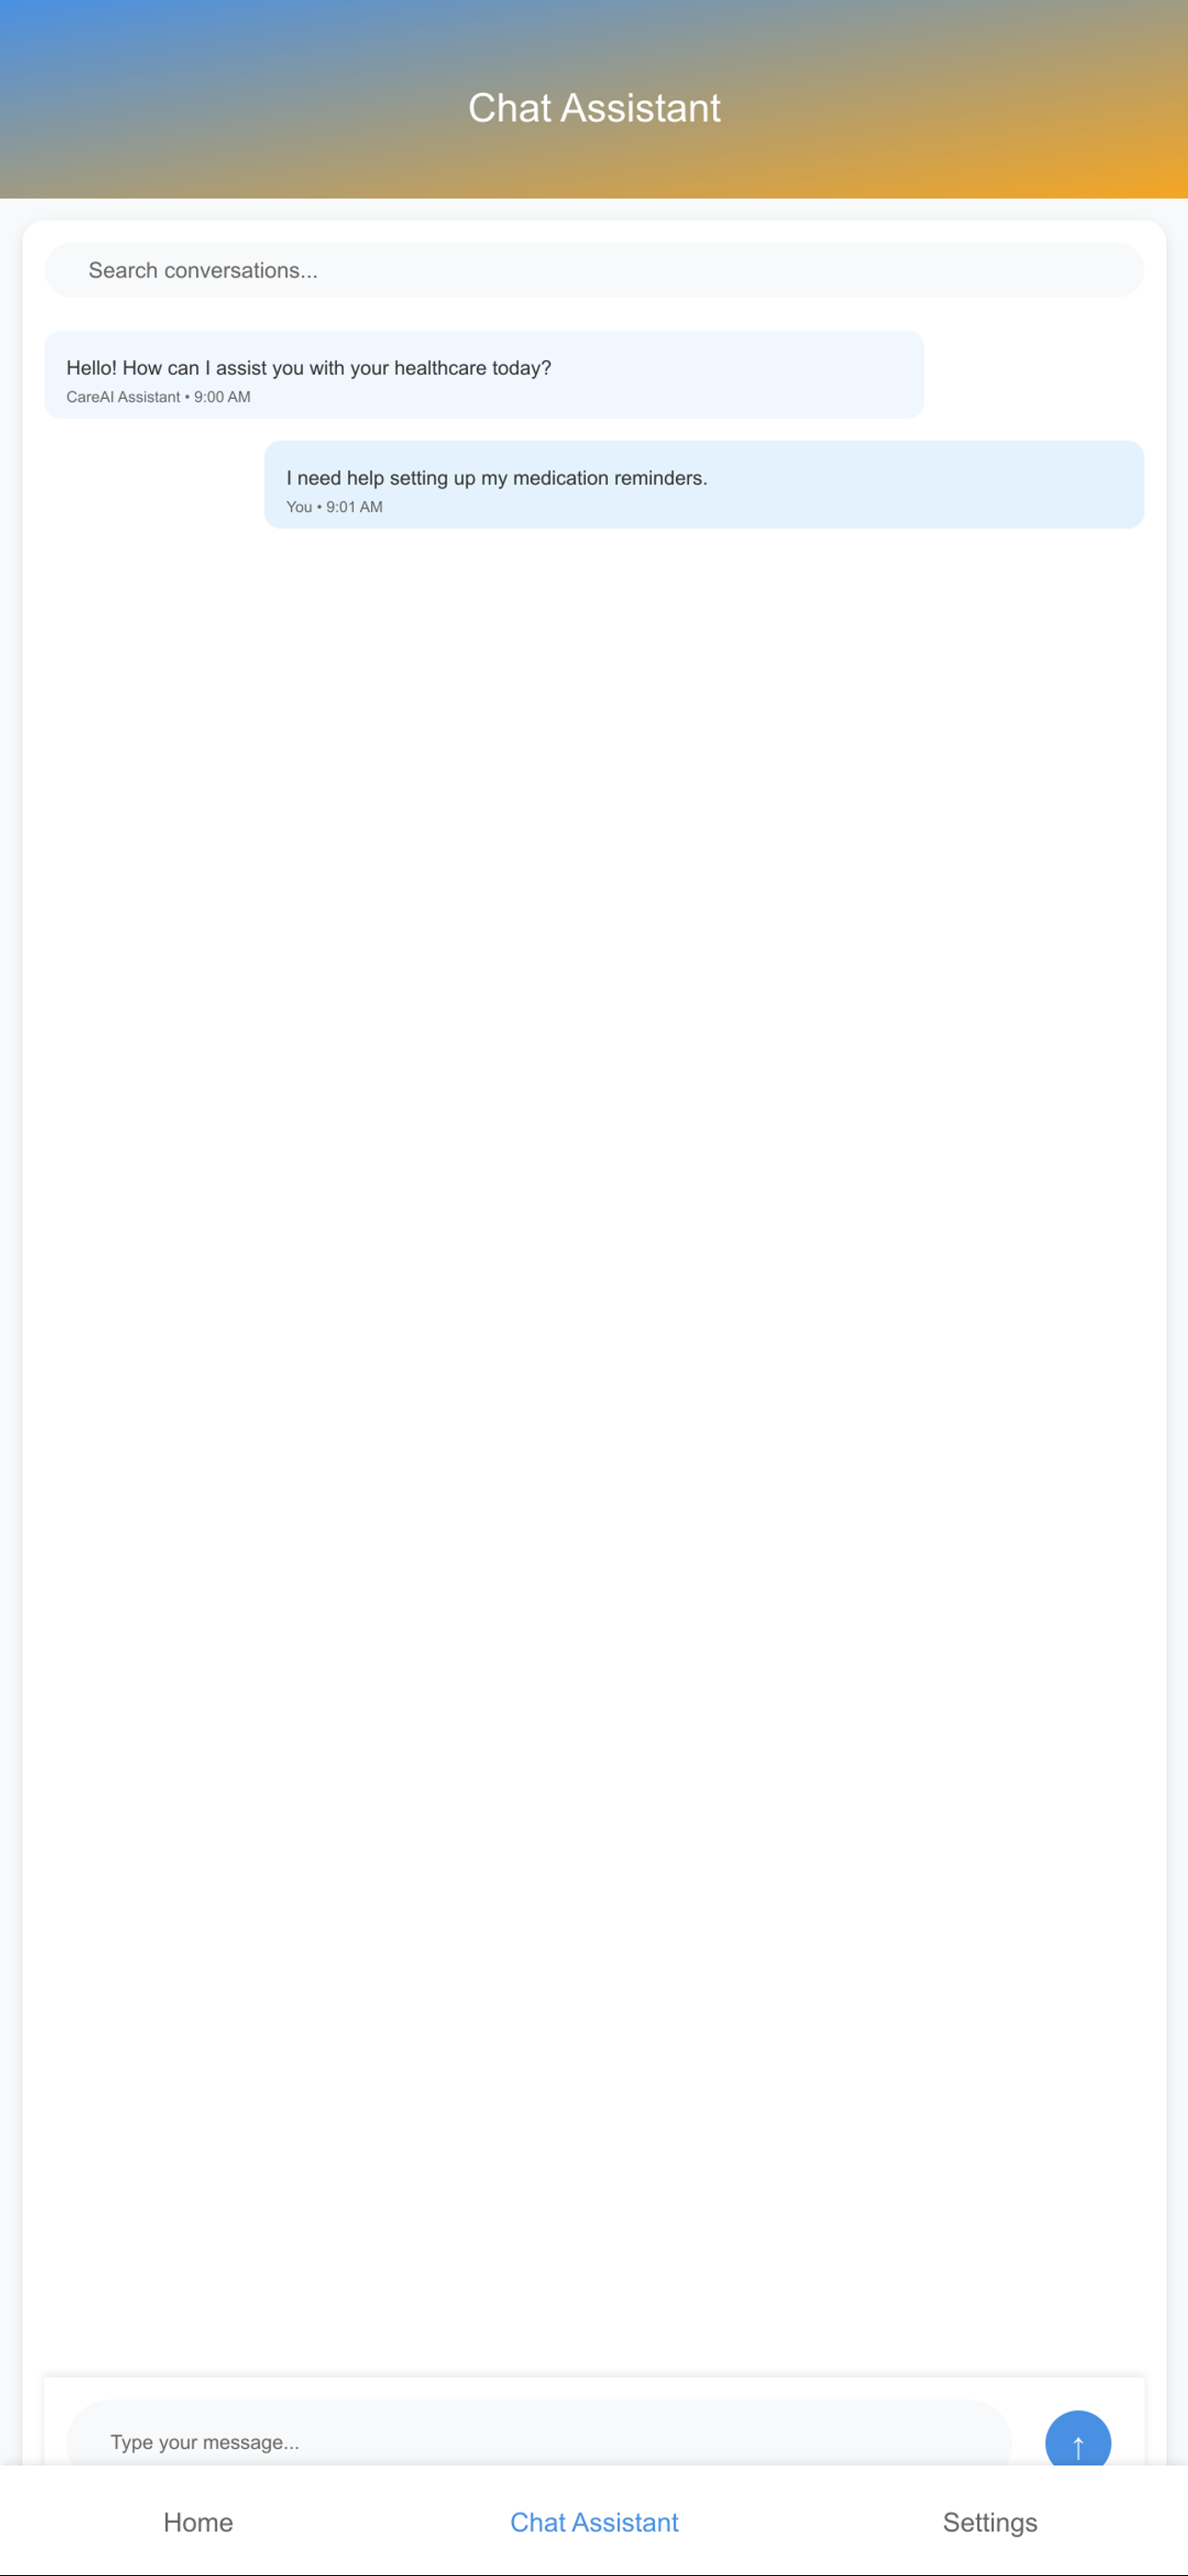 Chat Assistant
Search conversations...
Hello! How can I assist you with your healthcare today?
CareAI Assistant • 9:00 AM
I need help setting up my medication reminders.
You • 9:01 AM
Type your message...
↑
Home
Chat Assistant
Settings